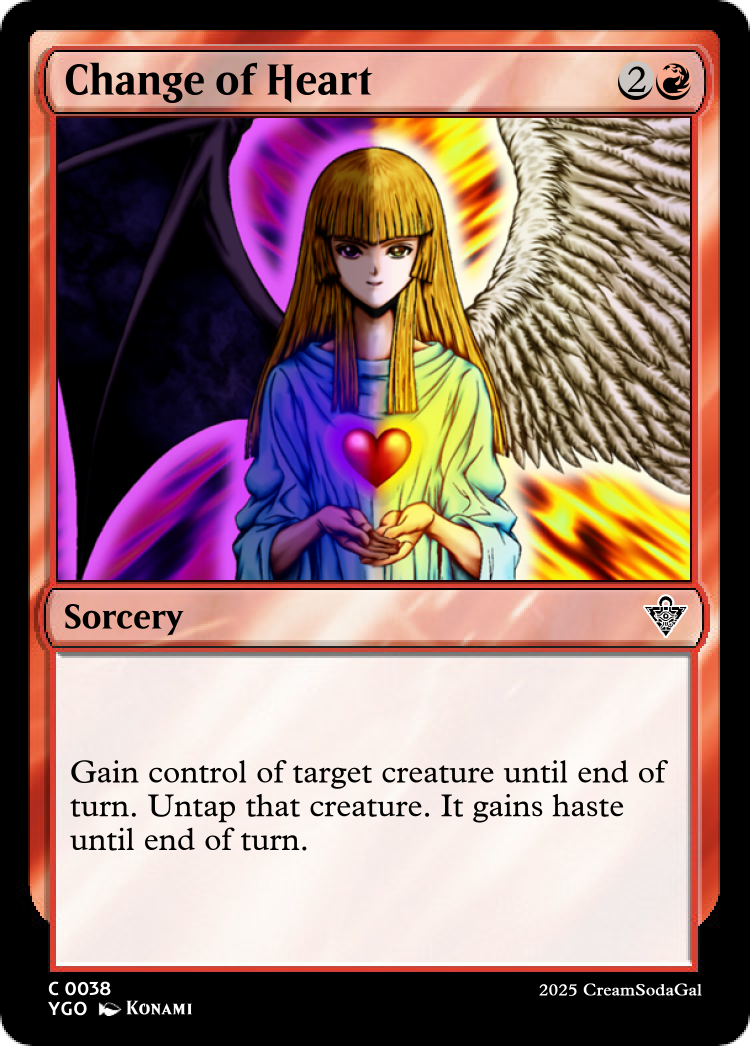 Change of Heart
2
Sorcery
Gain control of target creature until end of
turn. Untap that creature. It gains haste
until end of turn.
C 0038
2025 CreamSodaGal
YGO KONAMI